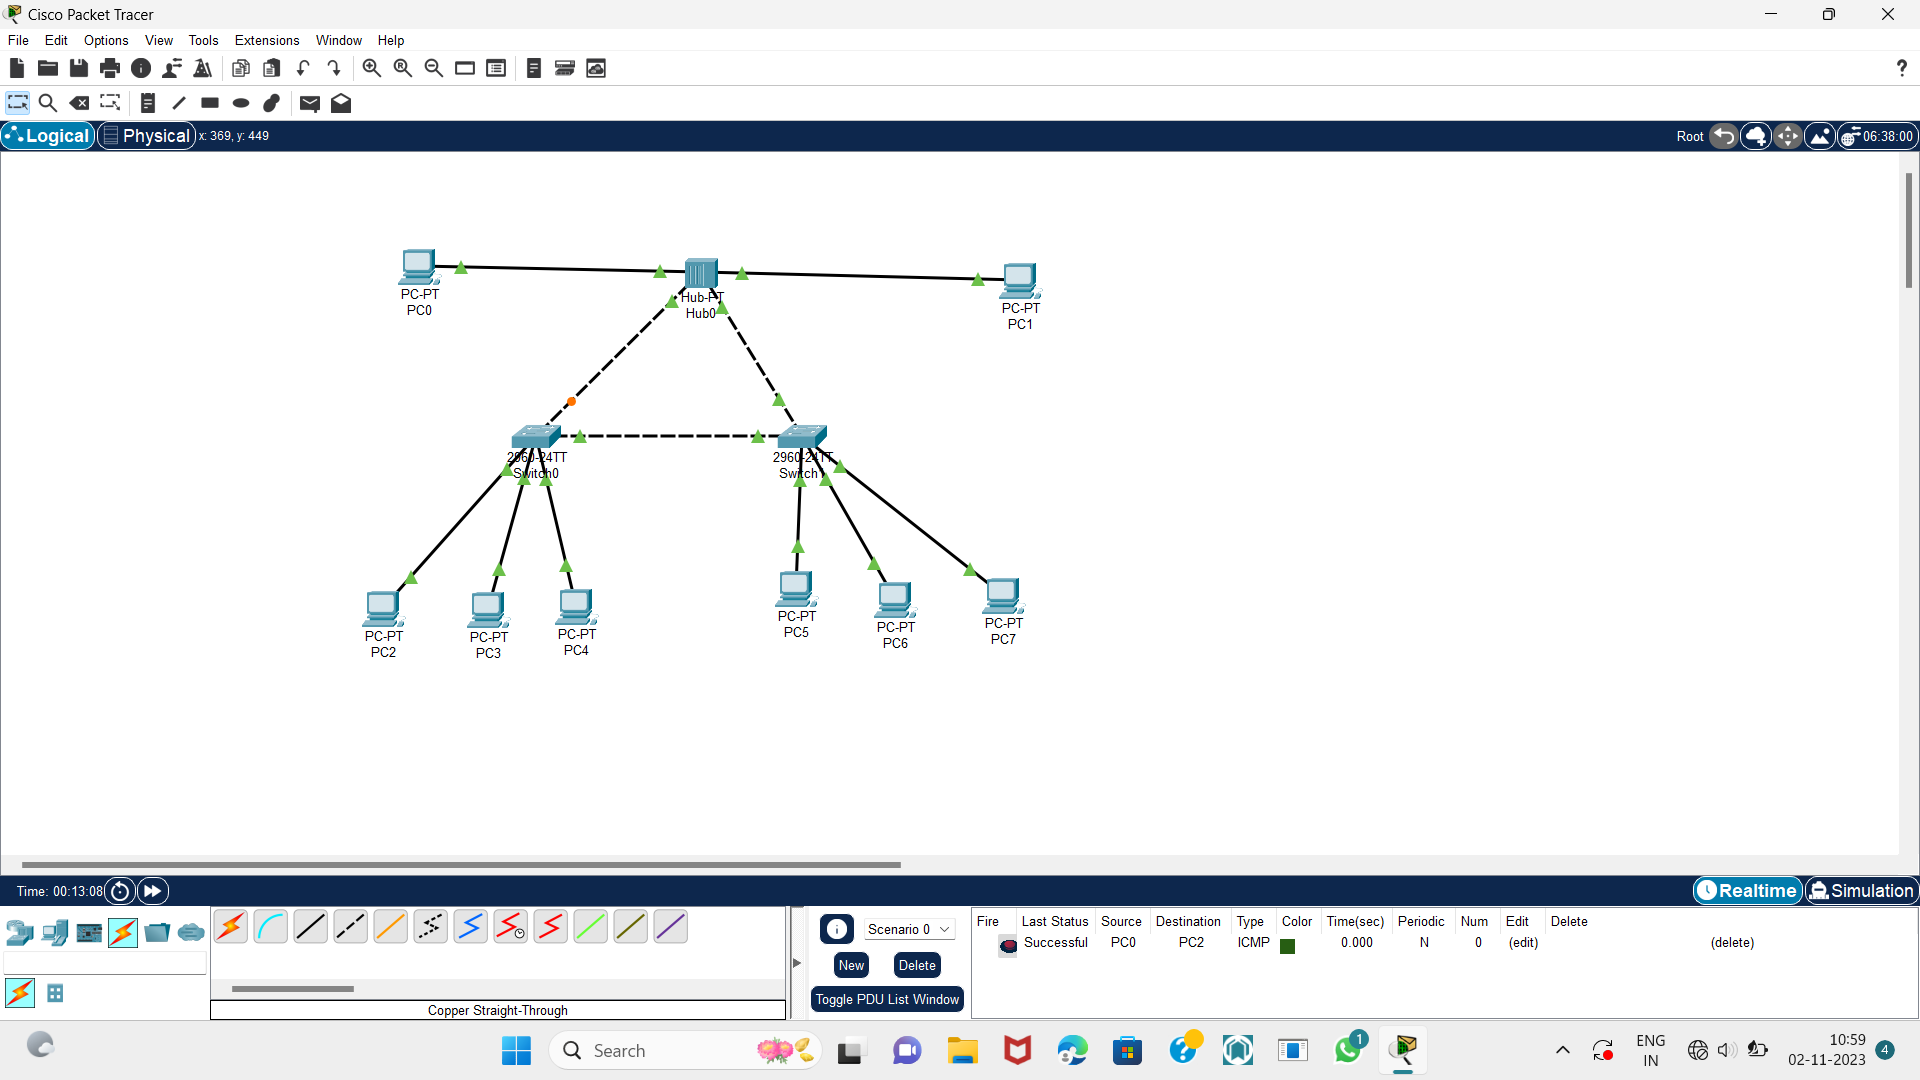 Cisco Packet Tracer
File Edit Options View Tools Extensions Window Help
?
Logical Physical x: 369, y: 449 Root 06:38:00
PC-PT
PC0
Hub-PT
Hub0
PC-PT
PC1
2960-24TT
Switch0
2960-24TT
Switch1
PC-PT
PC2
PC-PT
PC3
PC-PT
PC4
PC-PT
PC5
PC-PT
PC6
PC-PT
PC7
Time: 00:13:08 Realtime Simulation
Scenario 0
New Delete
Toggle PDU List Window
Fire Last Status Source Destination Type Color Time(sec) Periodic Num Edit Delete
Successful PC0 PC2 ICMP 0.000 N 0 (edit) (delete)
Copper Straight-Through
Search
1
ENG
IN
10:59
02-11-2023
4